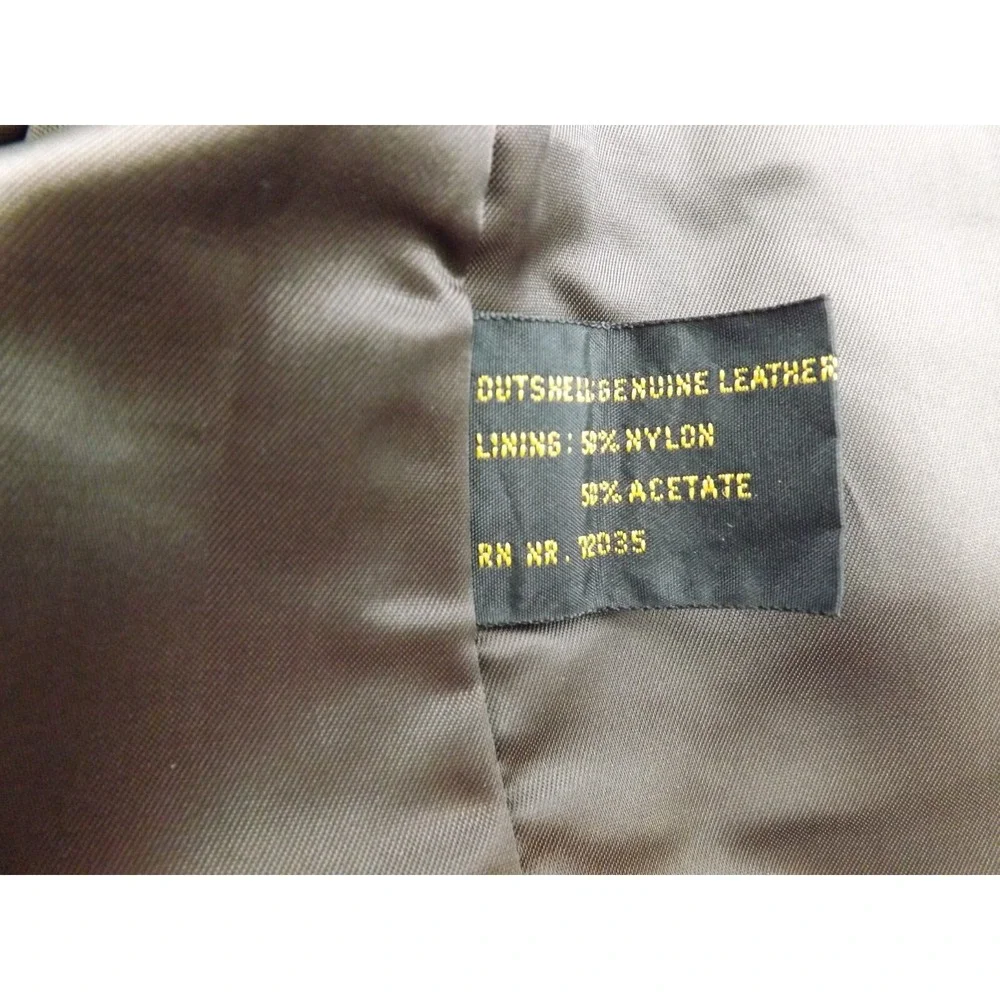 OUTSHELL:GENUINE LEATHER
LINING: 50% NYLON
50% ACETATE
RN NR. 72035